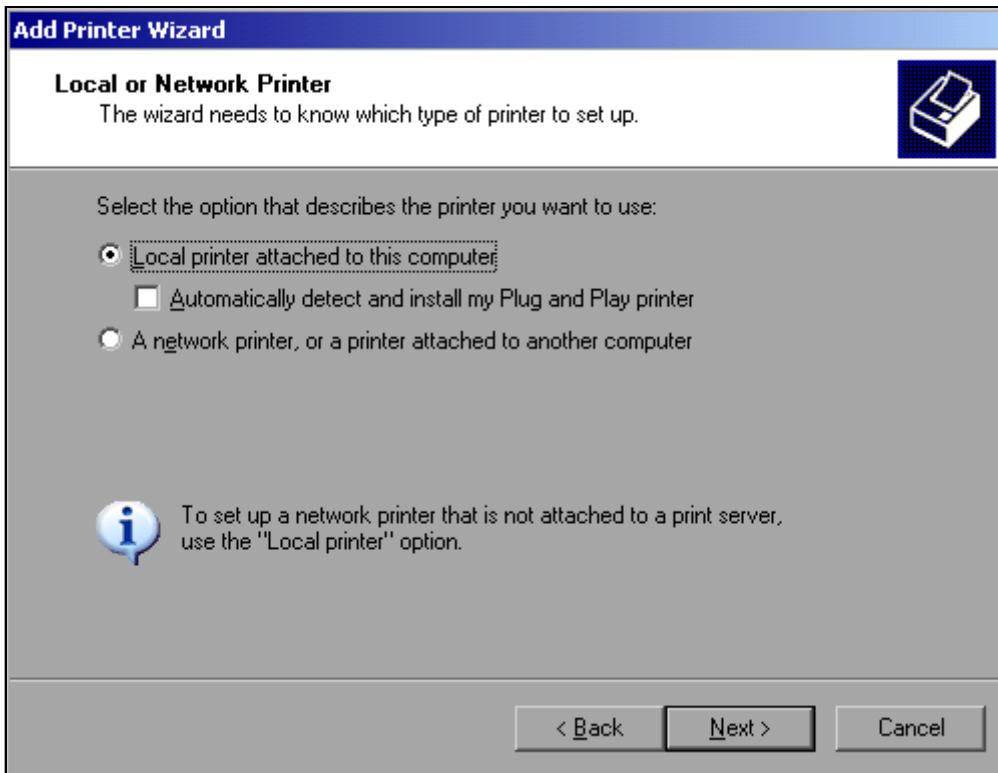 Add Printer Wizard
Local or Network Printer
The wizard needs to know which type of printer to set up.
Select the option that describes the printer you want to use:
Local printer attached to this computer
Automatically detect and install my Plug and Play printer
A network printer, or a printer attached to another computer
To set up a network printer that is not attached to a print server,
use the "Local printer" option.
< Back
Next >
Cancel